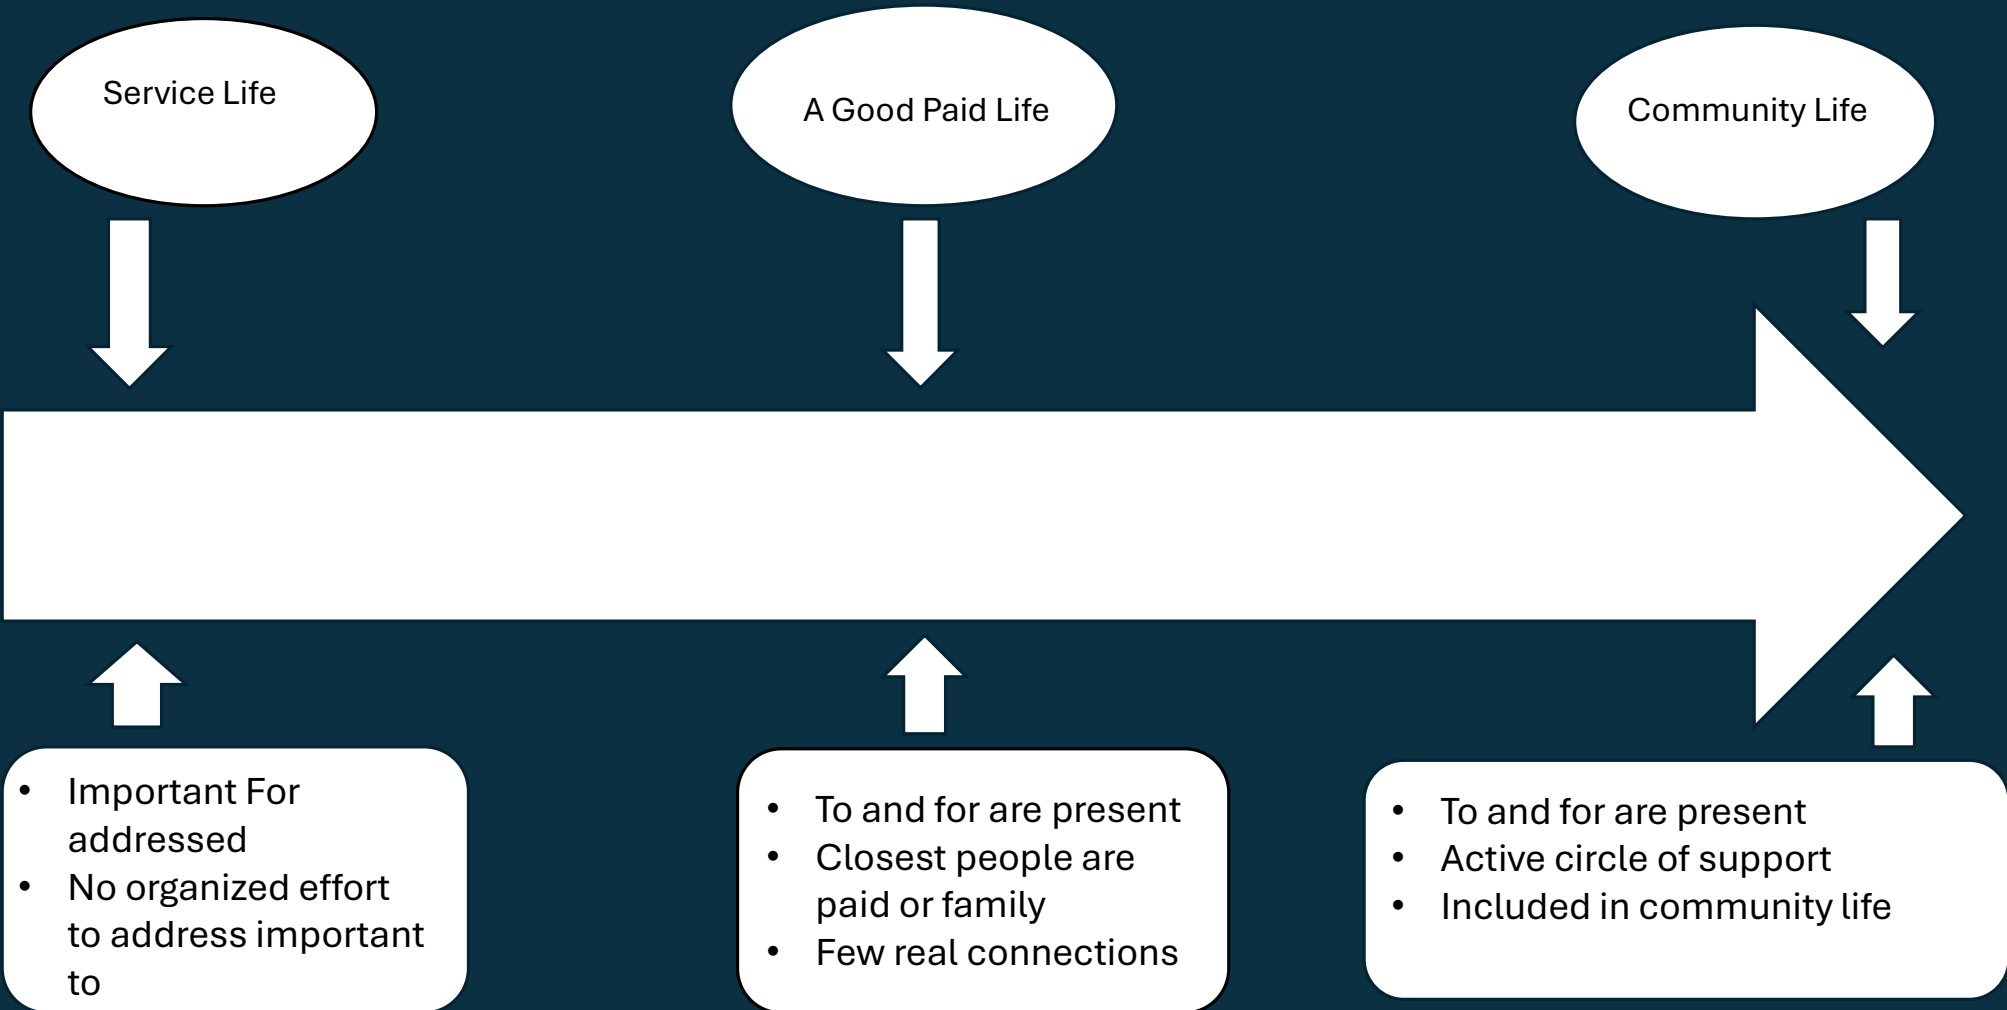 Service Life
A Good Paid Life
Community Life
• Important For
addressed
• No organized effort
to address important
to
• To and for are present
• Closest people are
paid or family
• Few real connections
• To and for are present
• Active circle of support
• Included in community life